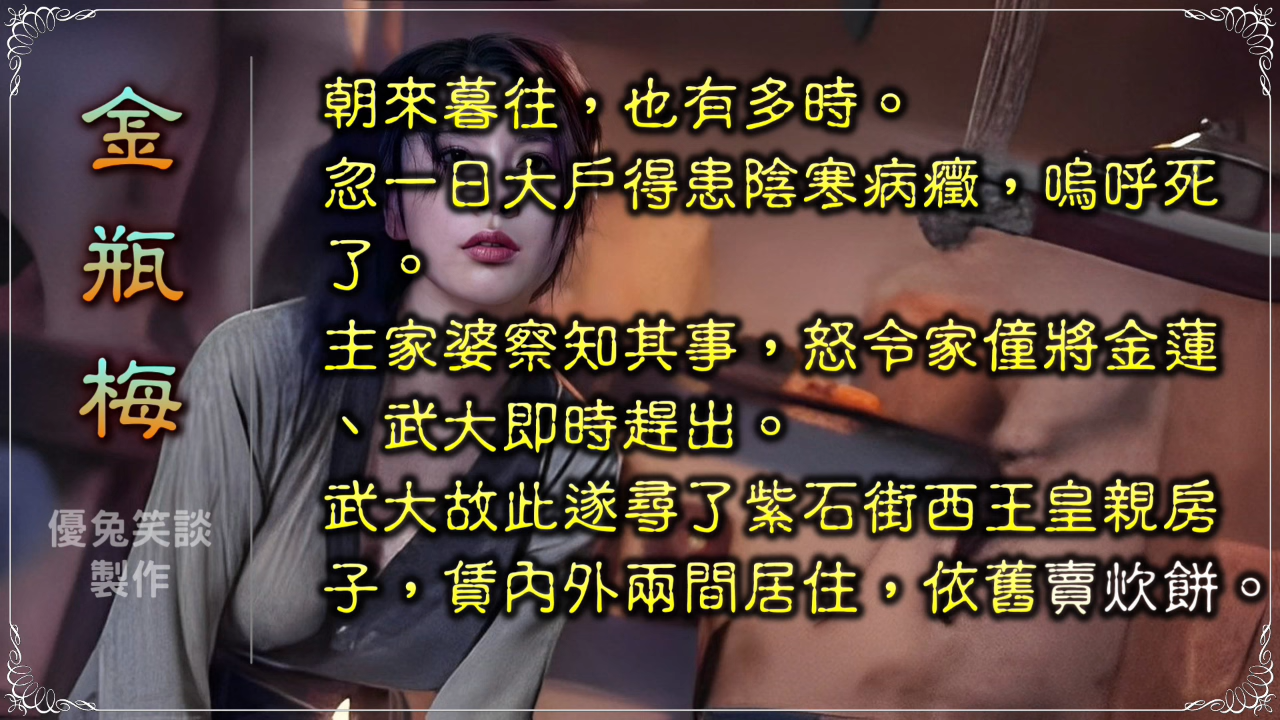 金瓶梅
優兔笑談
製作
朝來暮往，也有多時。
忽一日大戶得患陰寒病癥，嗚呼死
了。
主家婆察知其事，怒令家僮將金蓮
、武大即時趕出。
武大故此遂尋了紫石街西王皇親房
子，賃內外兩間居住，依舊賣炊餅。